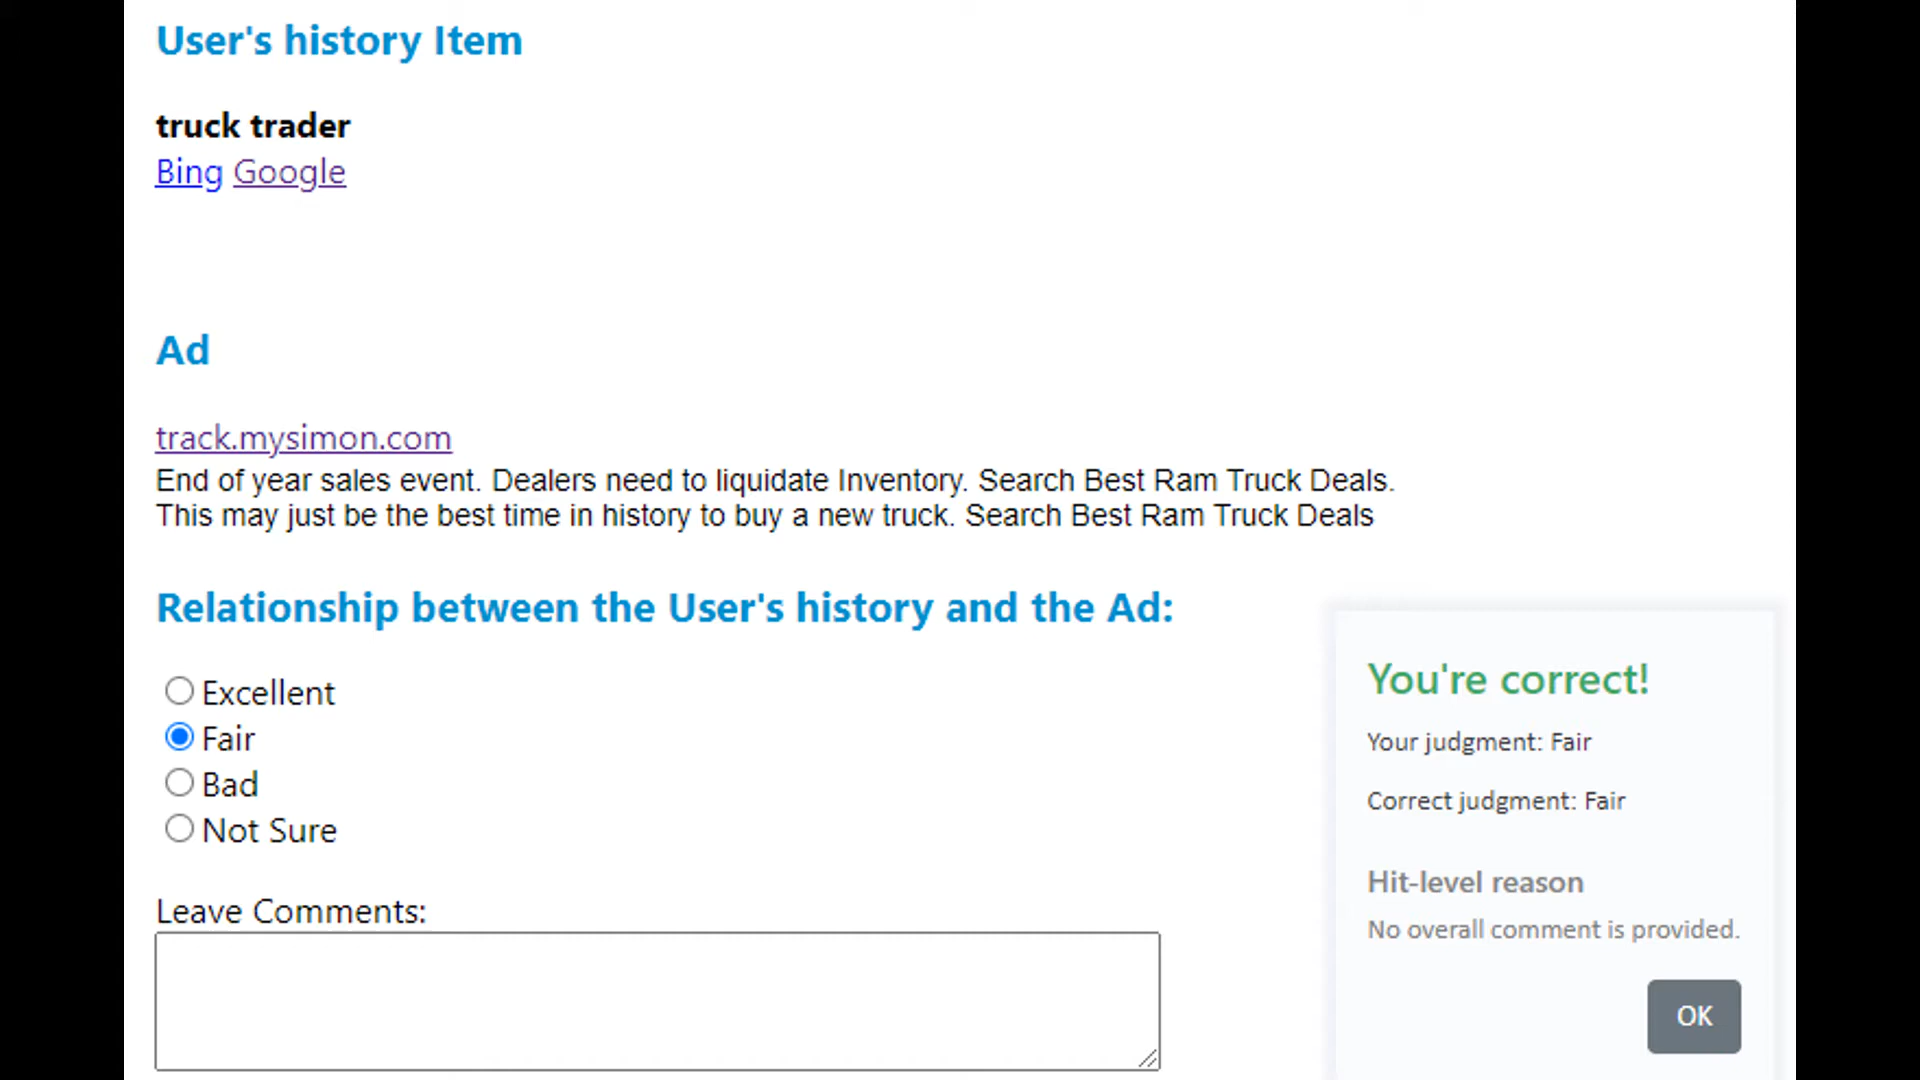 User's history Item
truck trader
Bing Google
Ad
track.mysimon.com
End of year sales event. Dealers need to liquidate Inventory. Search Best Ram Truck Deals.
This may just be the best time in history to buy a new truck. Search Best Ram Truck Deals
Relationship between the User's history and the Ad:
Excellent
Fair
Bad
Not Sure
Leave Comments:
You're correct!
Your judgment: Fair
Correct judgment: Fair
Hit-level reason
No overall comment is provided.
OK